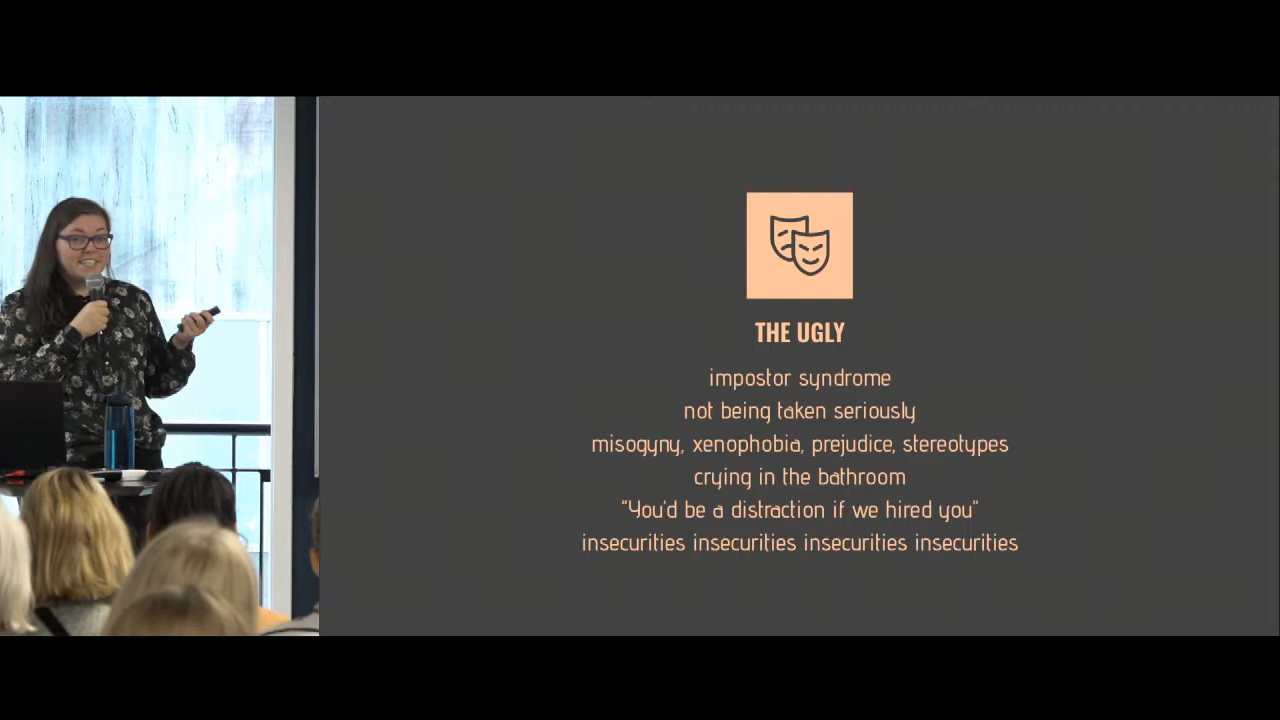 THE UGLY
impostor syndrome
not being taken seriously
misogyny, xenophobia, prejudice, stereotypes
crying in the bathroom
“You'd be a distraction if we hired you”
insecurities insecurities insecurities insecurities